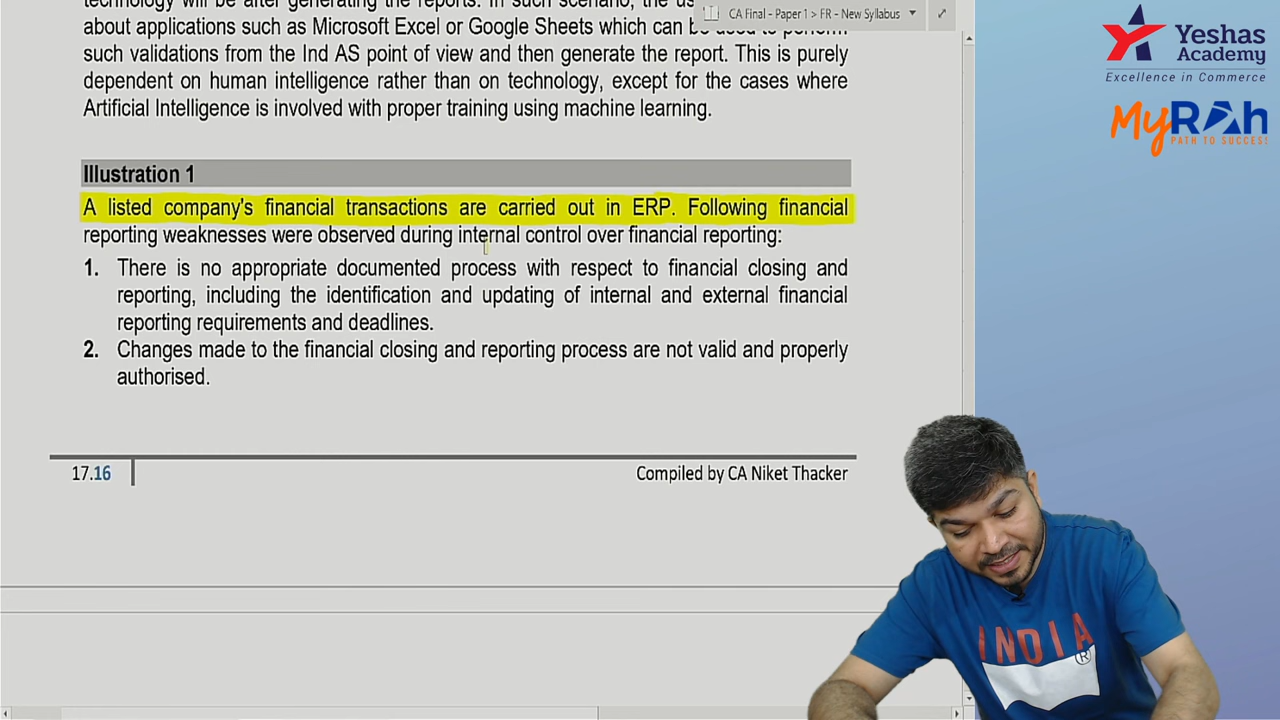 technology will be after generating the reports. In such scenario, the us
CA Final - Paper 1 > FR - New Syllabus
about applications such as Microsoft Excel or Google Sheets which can be used to perform
such validations from the Ind AS point of view and then generate the report. This is purely
dependent on human intelligence rather than on technology, except for the cases where
Artificial Intelligence is involved with proper training using machine learning.
Illustration 1
A listed company's financial transactions are carried out in ERP. Following financial
reporting weaknesses were observed during internal control over financial reporting:
1. There is no appropriate documented process with respect to financial closing and
reporting, including the identification and updating of internal and external financial
reporting requirements and deadlines.
2. Changes made to the financial closing and reporting process are not valid and properly
authorised.
17.16
Compiled by CA Niket Thacker
Yeshas
Academy
Excellence in Commerce
MyRAh
PATH TO SUCCESS
INDIA
®